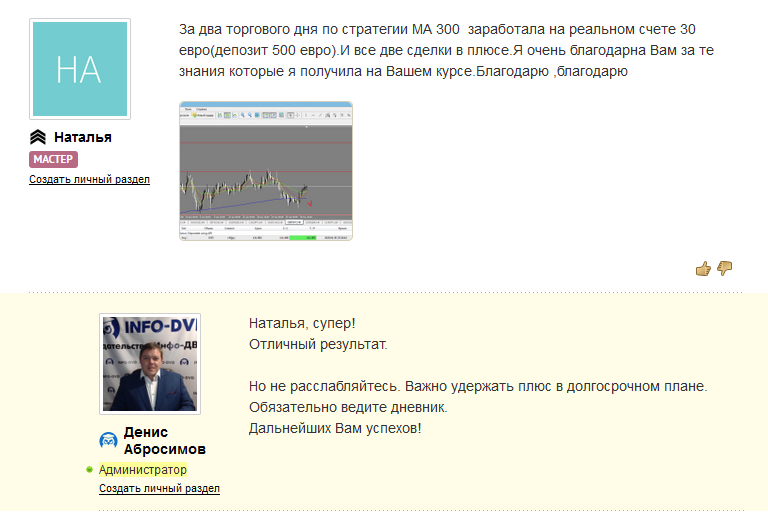 За два торгового дня по стратегии МА 300 заработала на реальном счете 30
евро(депозит 500 евро).И все две сделки в плюсе.Я очень благодарна Вам за те
знания которые я получила на Вашем курсе.Благодарю ,благодарю
НА
Наталья
МАСТЕР
Создать личный раздел
INFO-DV
дательство Инфо-ДВ
Наталья, супер!
Отличный результат.
Но не расслабляйтесь. Важно удержать плюс в долгосрочном плане.
Обязательно ведите дневник.
Дальнейших Вам успехов!
Денис
Абросимов
Администратор
Создать личный раздел